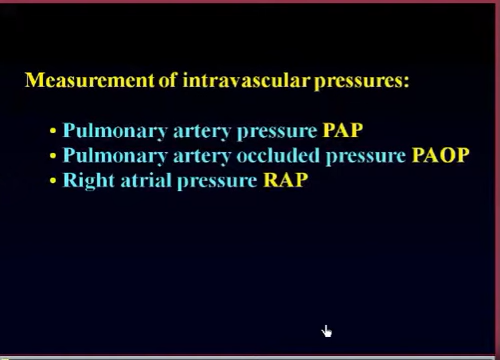 Measurement of intravascular pressures:
• Pulmonary artery pressure PAP
• Pulmonary artery occluded pressure PAOP
• Right atrial pressure RAP